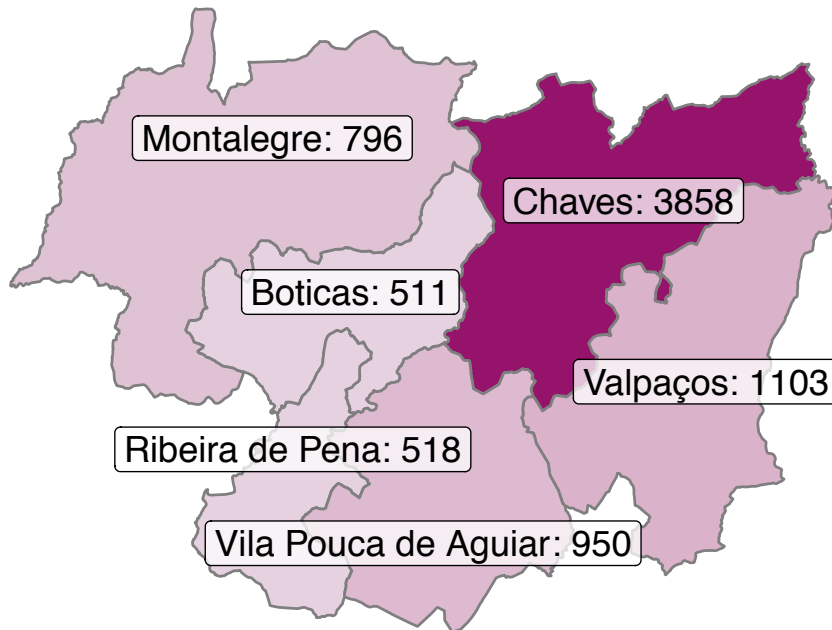 Montalegre: 796
Chaves: 3858
Boticas: 511
Valpaços: 1103
Ribeira de Pena: 518
Vila Pouca de Aguiar: 950